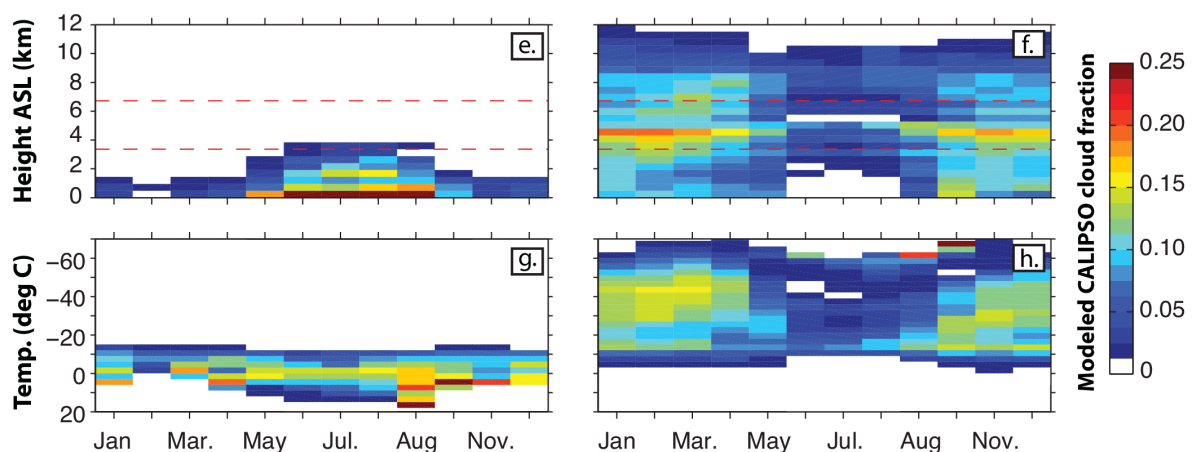 Height ASL (km)
12
10
8
6
4
2
0
e.
f.
Temp. (deg C)
−60
−40
−20
0
20
g.
h.
Jan Mar. May Jul. Aug Nov.
Jan Mar. May Jul. Aug Nov.
0.25
0.20
0.15
0.10
0.05
0
Modeled CALIPSO cloud fraction